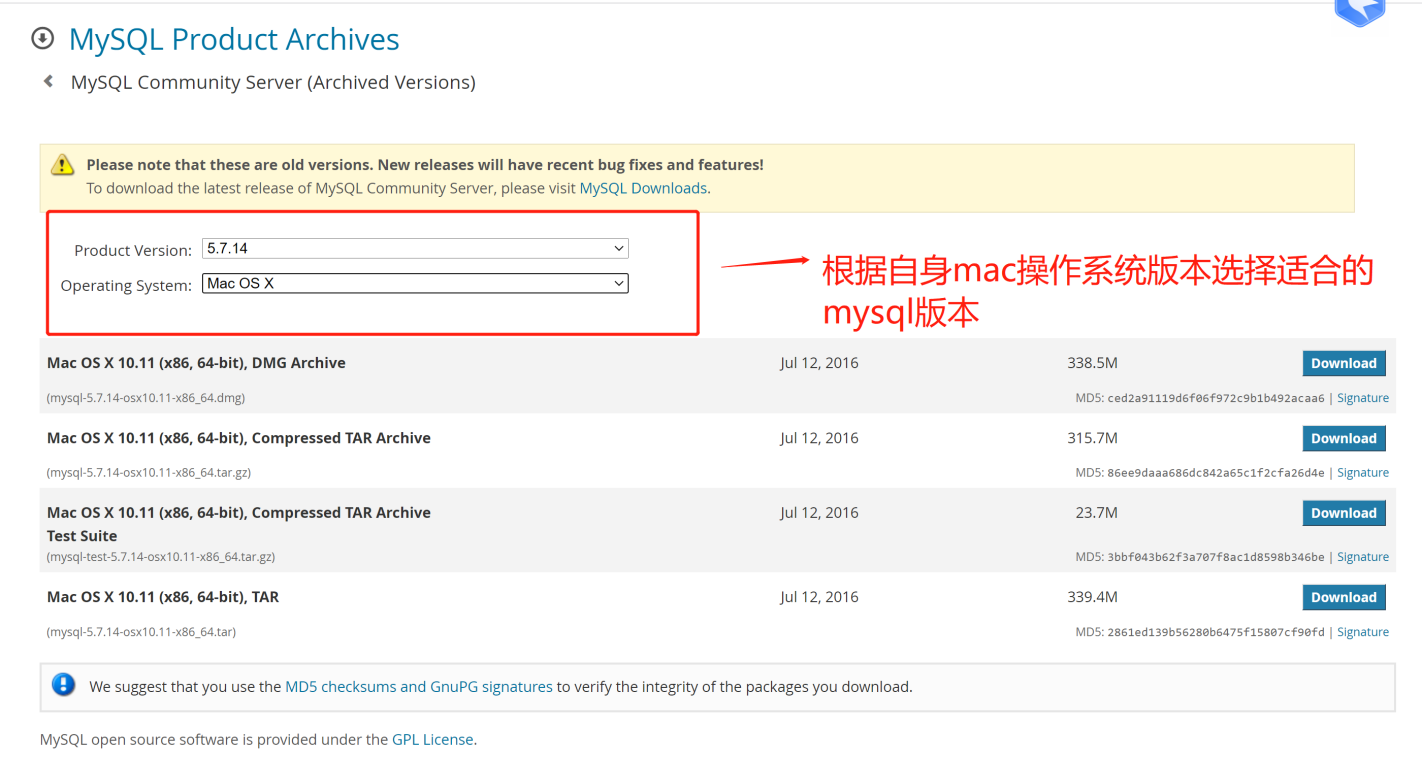 MySQL Product Archives
MySQL Community Server (Archived Versions)
Please note that these are old versions. New releases will have recent bug fixes and features!
To download the latest release of MySQL Community Server, please visit MySQL Downloads.
Product Version: 5.7.14
Operating System: Mac OS X
根据自身mac操作系统版本选择适合的
mysql版本
Mac OS X 10.11 (x86, 64-bit), DMG Archive Jul 12, 2016 338.5M Download
(mysql-5.7.14-osx10.11-x86_64.dmg) MD5: ced2a91119d6f06f972c9b1b492acaa6 | Signature
Mac OS X 10.11 (x86, 64-bit), Compressed TAR Archive Jul 12, 2016 315.7M Download
(mysql-5.7.14-osx10.11-x86_64.tar.gz) MD5: 86ee9daaa686dc842a65c1f2cfa26d4e | Signature
Mac OS X 10.11 (x86, 64-bit), Compressed TAR Archive Jul 12, 2016 23.7M Download
Test Suite
(mysql-test-5.7.14-osx10.11-x86_64.tar.gz) MD5: 3bbf043b62f3a707f8ac1d8598b346be | Signature
Mac OS X 10.11 (x86, 64-bit), TAR Jul 12, 2016 339.4M Download
(mysql-5.7.14-osx10.11-x86_64.tar) MD5: 2861ed139b56280b6475f15807cf90fd | Signature
We suggest that you use the MD5 checksums and GnuPG signatures to verify the integrity of the packages you download.
MySQL open source software is provided under the GPL License.